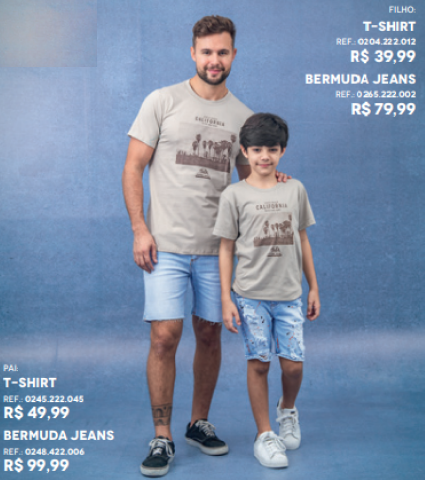 FILHO:
T-SHIRT
REF.: 0204.222.012
R$ 39,99
BERMUDA JEANS
REF.: 0265.222.002
R$ 79,99
CALIFORNIA
CALIFORNIA
PAI:
T-SHIRT
REF.: 0245.222.045
R$ 49,99
BERMUDA JEANS
REF.: 0248.422.006
R$ 99,99